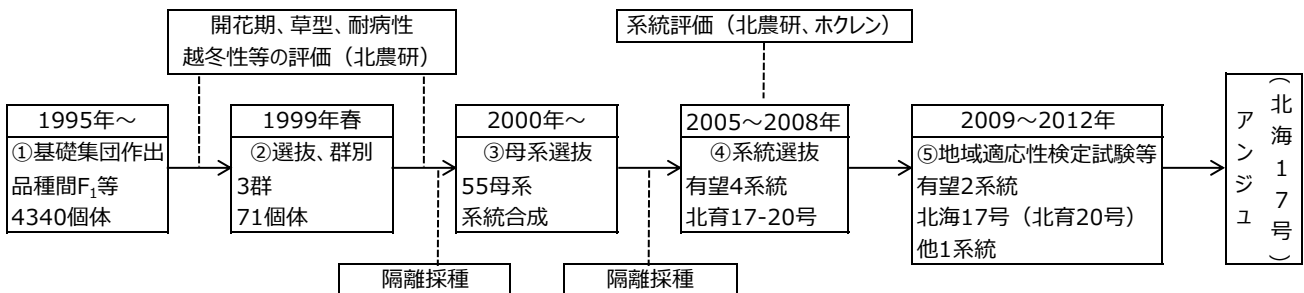 開花期、草型、耐病性
越冬性等の評価（北農研）
系統評価（北農研、ホクレン）
1995年～
①基礎集団作出
品種間F₁等
4340個体
1999年春
②選抜、群別
3群
71個体
2000年～
③母系選抜
55母系
系統合成
2005～2008年
④系統選抜
有望4系統
北育17-20号
2009～2012年
⑤地域適応性検定試験等
有望2系統
北海17号（北育20号）
他1系統
アンジュ
（北海17号）
隔離採種
隔離採種